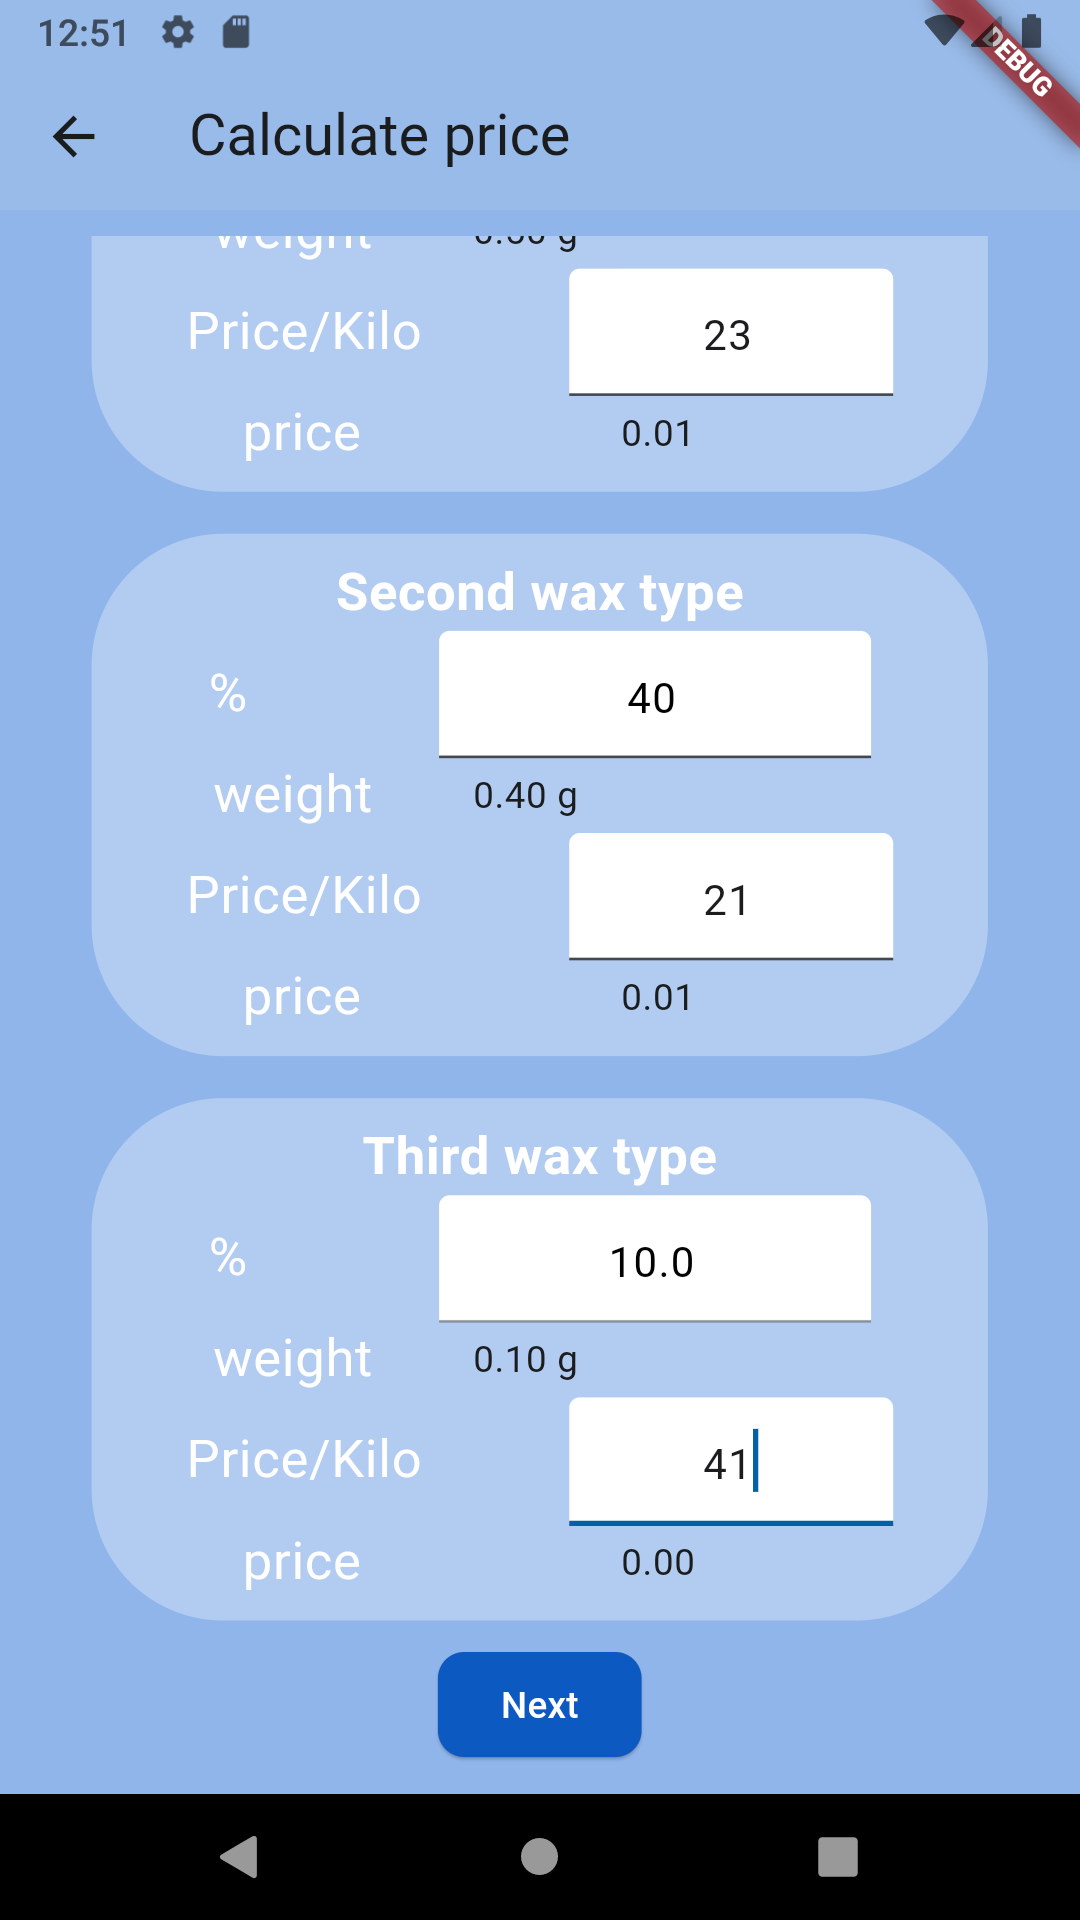 12:51
DEBUG
Calculate price
weight
Price/Kilo 23
price 0.01
Second wax type
% 40
weight 0.40 g
Price/Kilo 21
price 0.01
Third wax type
% 10.0
weight 0.10 g
Price/Kilo 41
price 0.00
Next